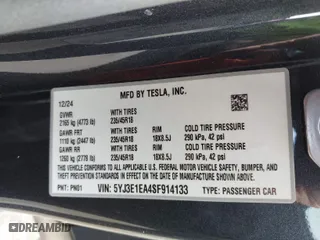 MFD BY TESLA, INC.
12/24
GVWR WITH TIRES
2165 kg (4773 lb) 235/45R18
GAWR FRT WITH TIRES RIM COLD TIRE PRESSURE
1110 kg (2447 lb) 235/45R18 18X8.5J 290 kPa, 42 psi
GAWR RR WITH TIRES RIM COLD TIRE PRESSURE
1260 kg (2778 lb) 235/45R18 18X8.5J 290 kPa, 42 psi
THIS VEHICLE CONFORMS TO ALL APPLICABLE U.S. FEDERAL MOTOR VEHICLE SAFETY, BUMPER,
AND THEFT PREVENTION STANDARDS IN EFFECT ON THE DATE OF MANUFACTURE SHOWN ABOVE.
PNT: PN01 VIN: 5YJ3E1EA4SF914133
TYPE: PASSENGER CAR
.bid